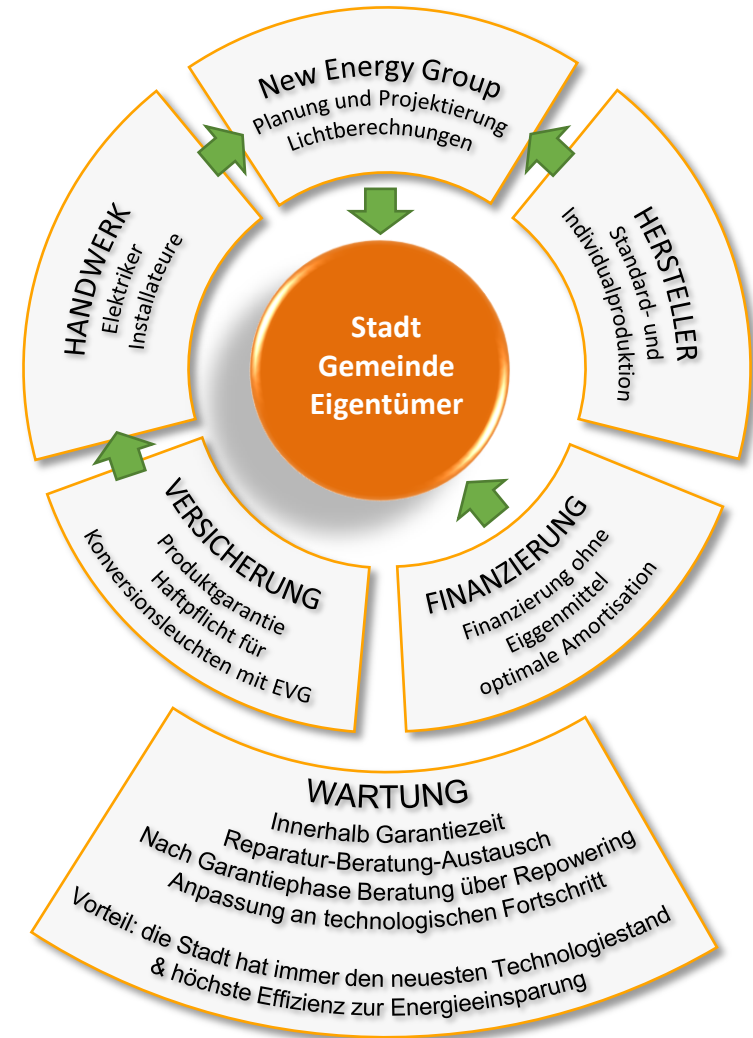 New Energy Group
Planung und Projektierung
Lichtberechnungen
HERSTELLER
Standard- und
Individualproduktion
HANDWERK
Elektriker
Installateure
Stadt
Gemeinde
Eigentümer
VERSICHERUNG
Produktgarantie
Haftpflicht für
Konversionsleuchten mit EVG
FINANZIERUNG
Finanzierung ohne
Eiggenmittel
optimale Amortisation
WARTUNG
Innerhalb Garantiezeit
Reparatur-Beratung-Austausch
Nach Garantiephase Beratung über Repowering
Anpassung an technologischen Fortschritt
Vorteil: die Stadt hat immer den neuesten Technologiestand
& höchste Effizienz zur Energieeinsparung